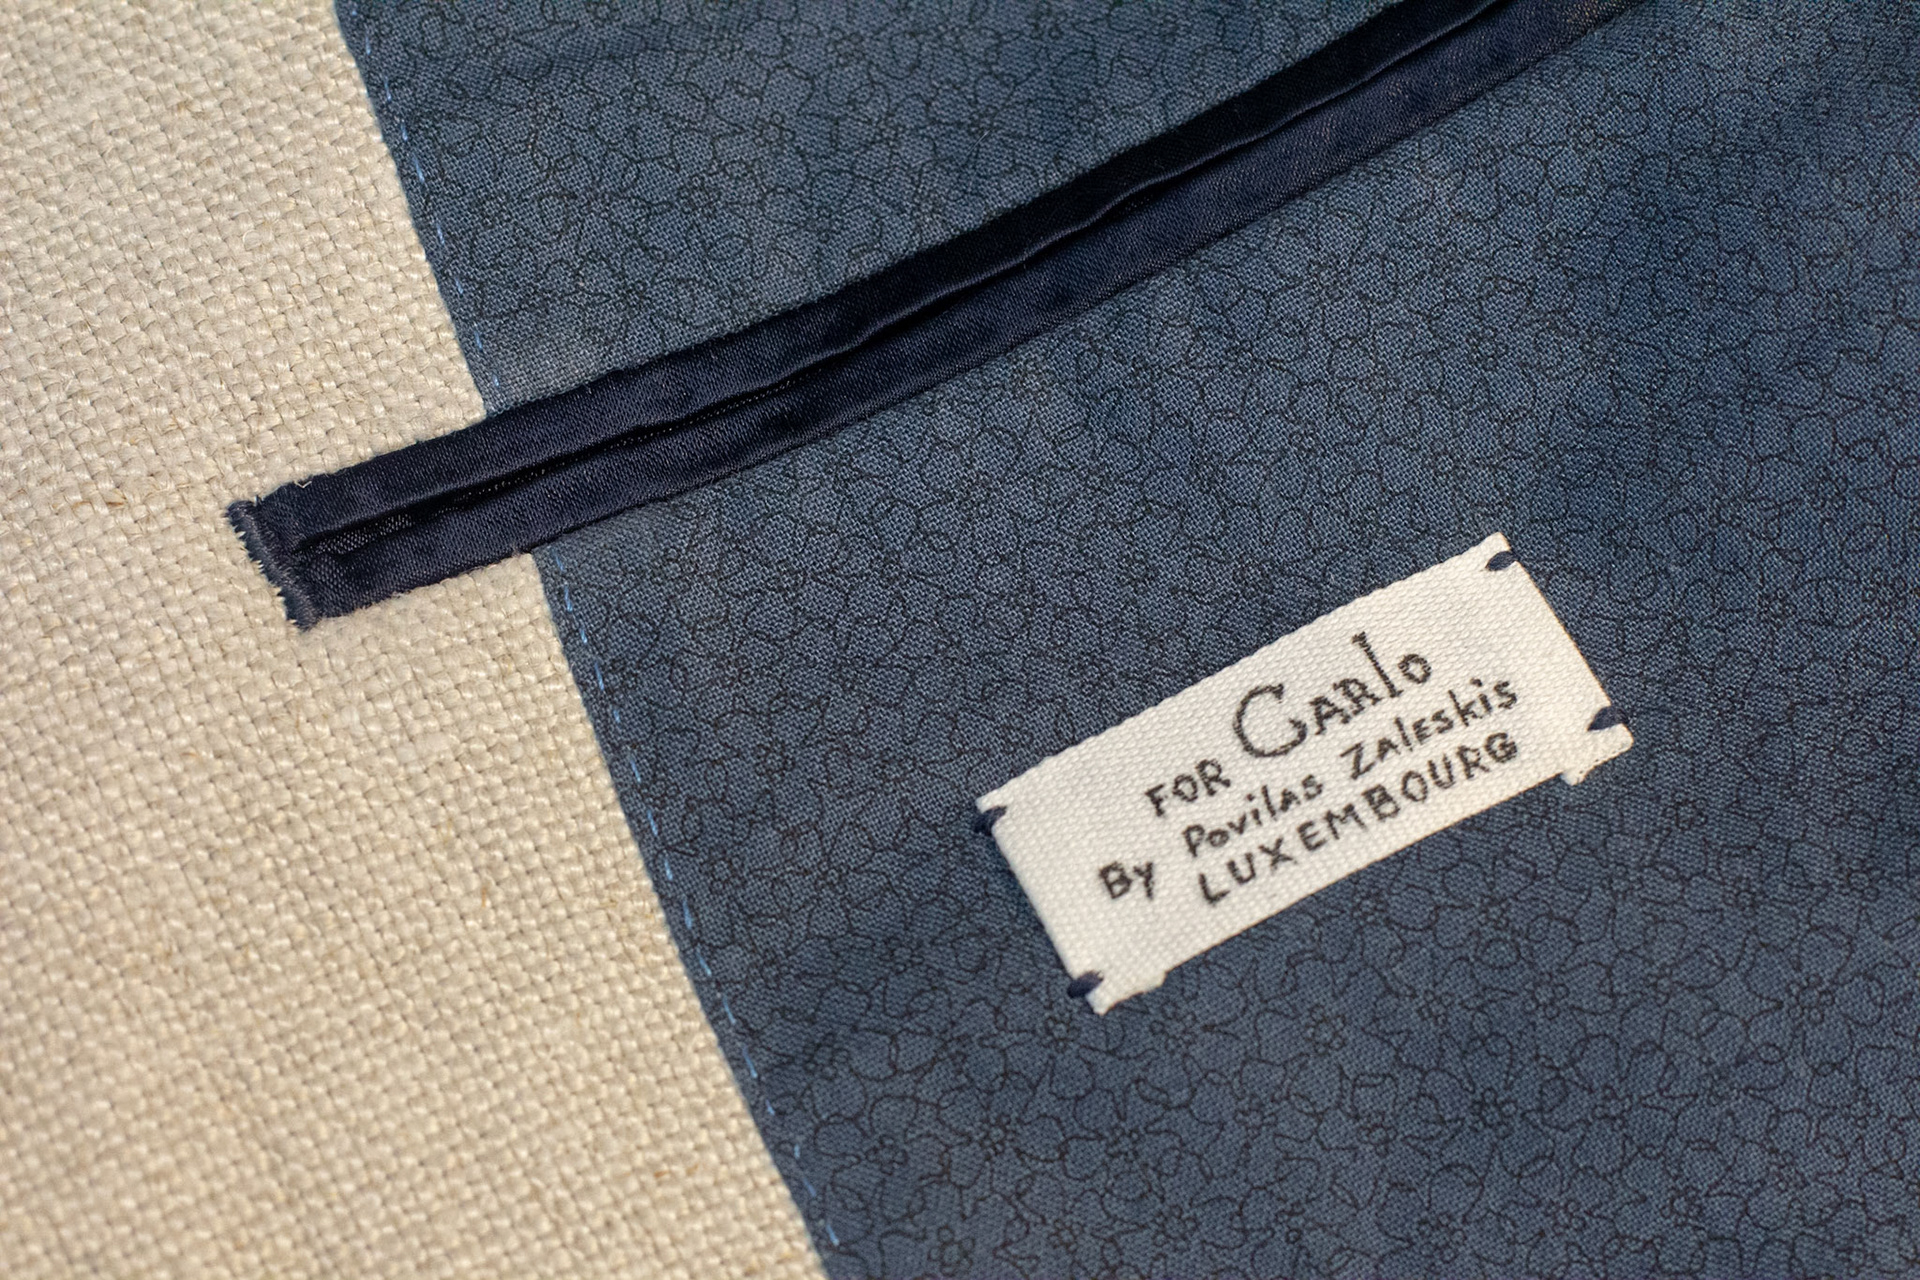 FOR CARlo
By Povilas ZAleskis
LUXEMBOURG